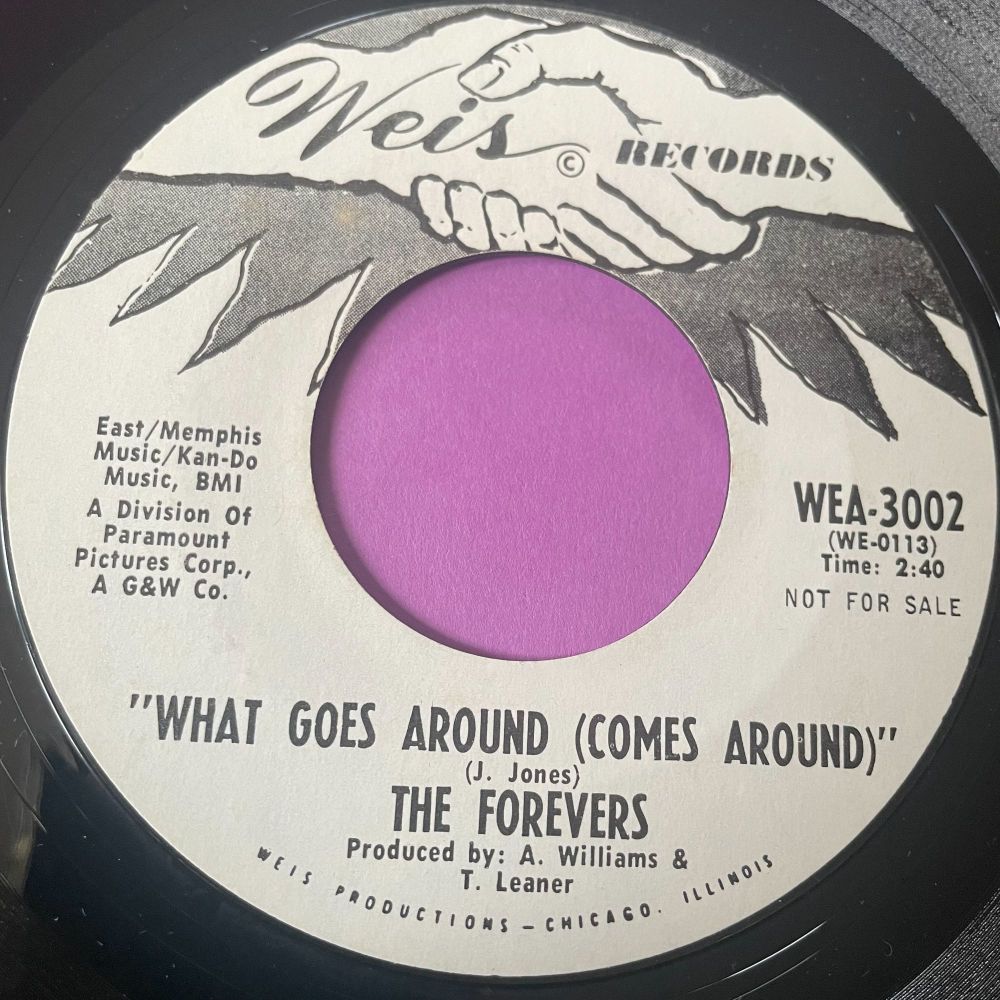 Weis © RECORDS
East/Memphis
Music/Kan-Do
Music, BMI
A Division Of
Paramount
Pictures Corp.,
A G&W Co.
WEA-3002
(WE-0113)
Time: 2:40
NOT FOR SALE
"WHAT GOES AROUND (COMES AROUND)"
(J. Jones)
THE FOREVERS
Produced by: A. Williams &
T. Leaner
WEIS PRODUCTIONS – CHICAGO. ILLINOIS